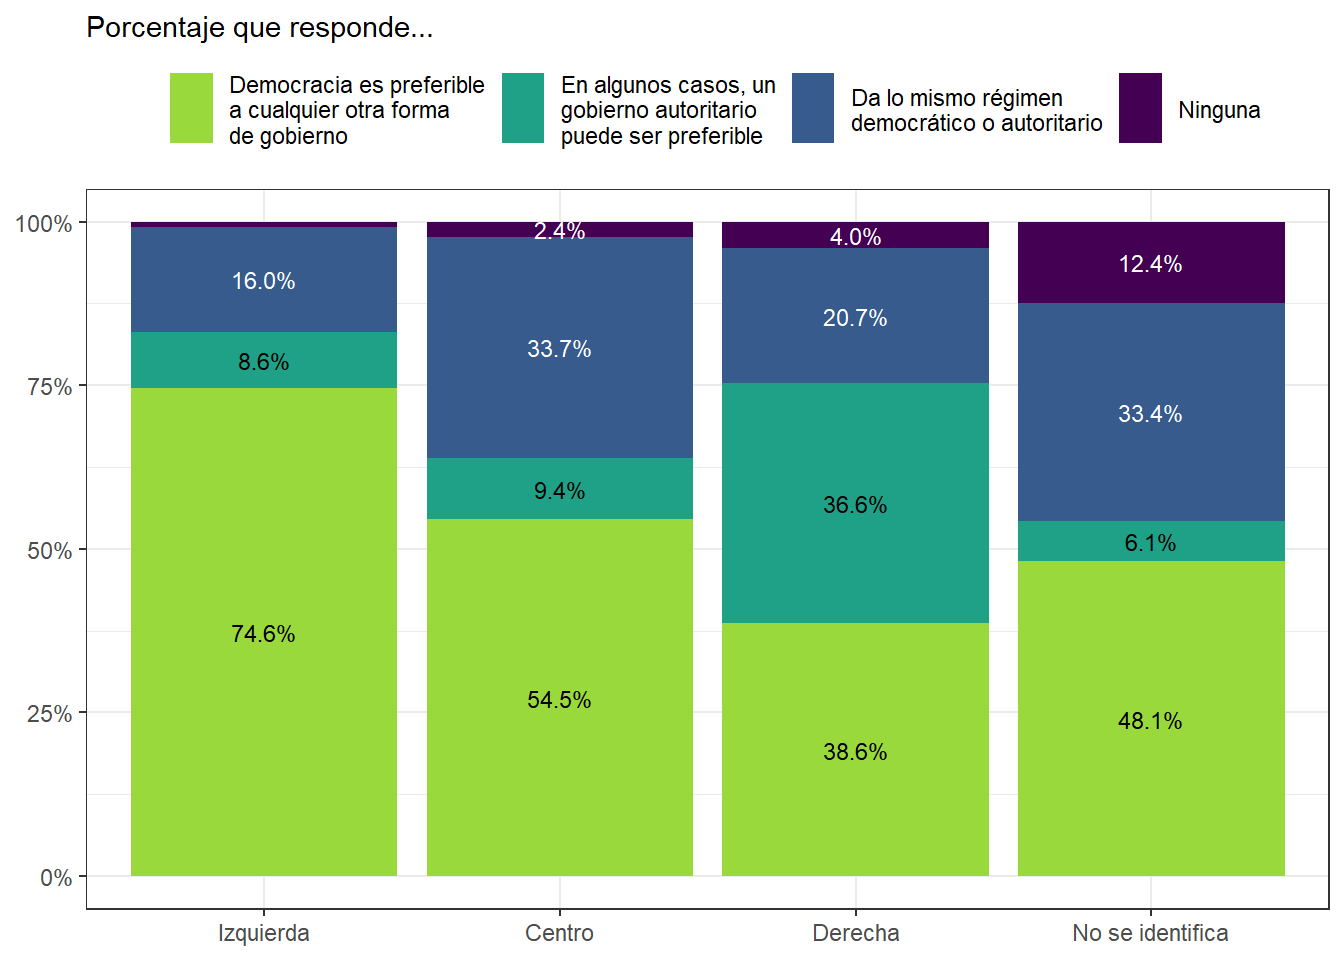 Porcentaje que responde...
Democracia es preferible
a cualquier otra forma
de gobierno
En algunos casos, un
gobierno autoritario
puede ser preferible
Da lo mismo régimen
democrático o autoritario
Ninguna
100%
75%
50%
25%
0%
16.0%
8.6%
74.6%
2.4%
33.7%
9.4%
54.5%
4.0%
20.7%
36.6%
38.6%
12.4%
33.4%
6.1%
48.1%
Izquierda
Centro
Derecha
No se identifica